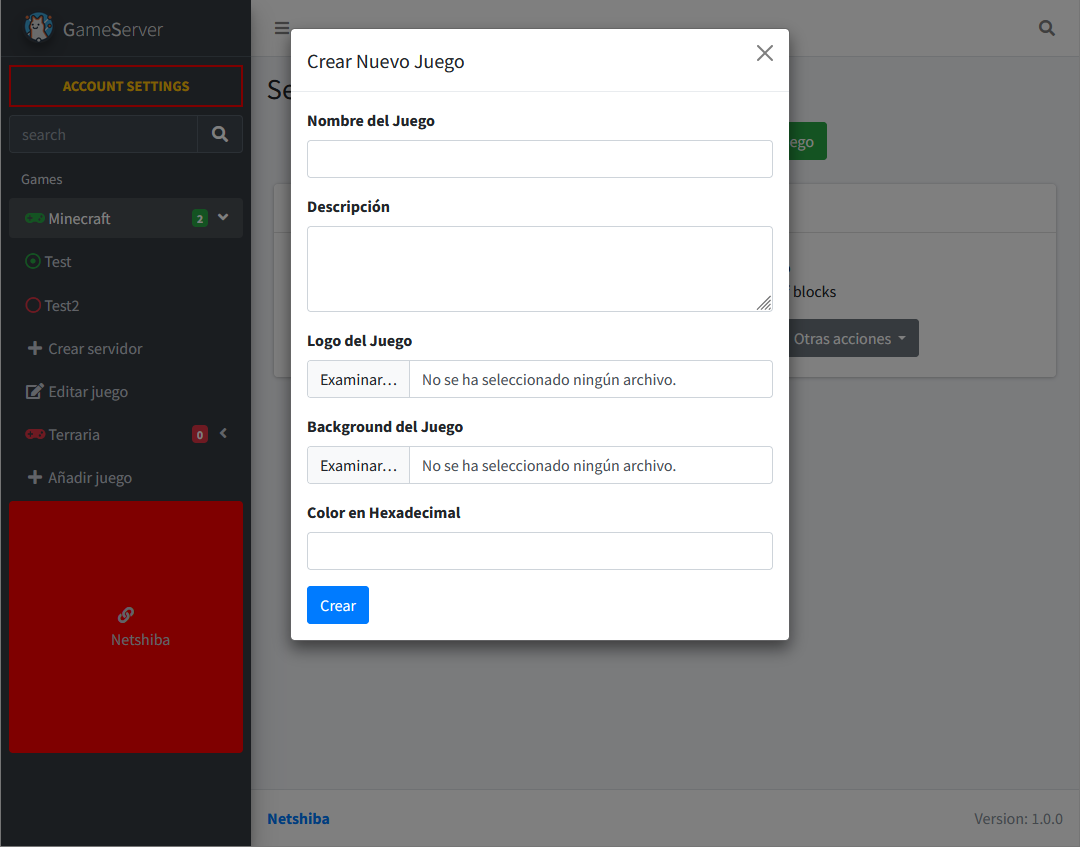 GameServer
ACCOUNT SETTINGS
search
Games
Minecraft 2
Test
Test2
Crear servidor
Editar juego
Terraria 0
Añadir juego
Netshiba
Crear Nuevo Juego
Nombre del Juego
Descripción
Logo del Juego
Examinar... No se ha seleccionado ningún archivo.
Background del Juego
Examinar... No se ha seleccionado ningún archivo.
Color en Hexadecimal
Crear
Se
ego
blocks
Otras acciones
Netshiba
Version: 1.0.0